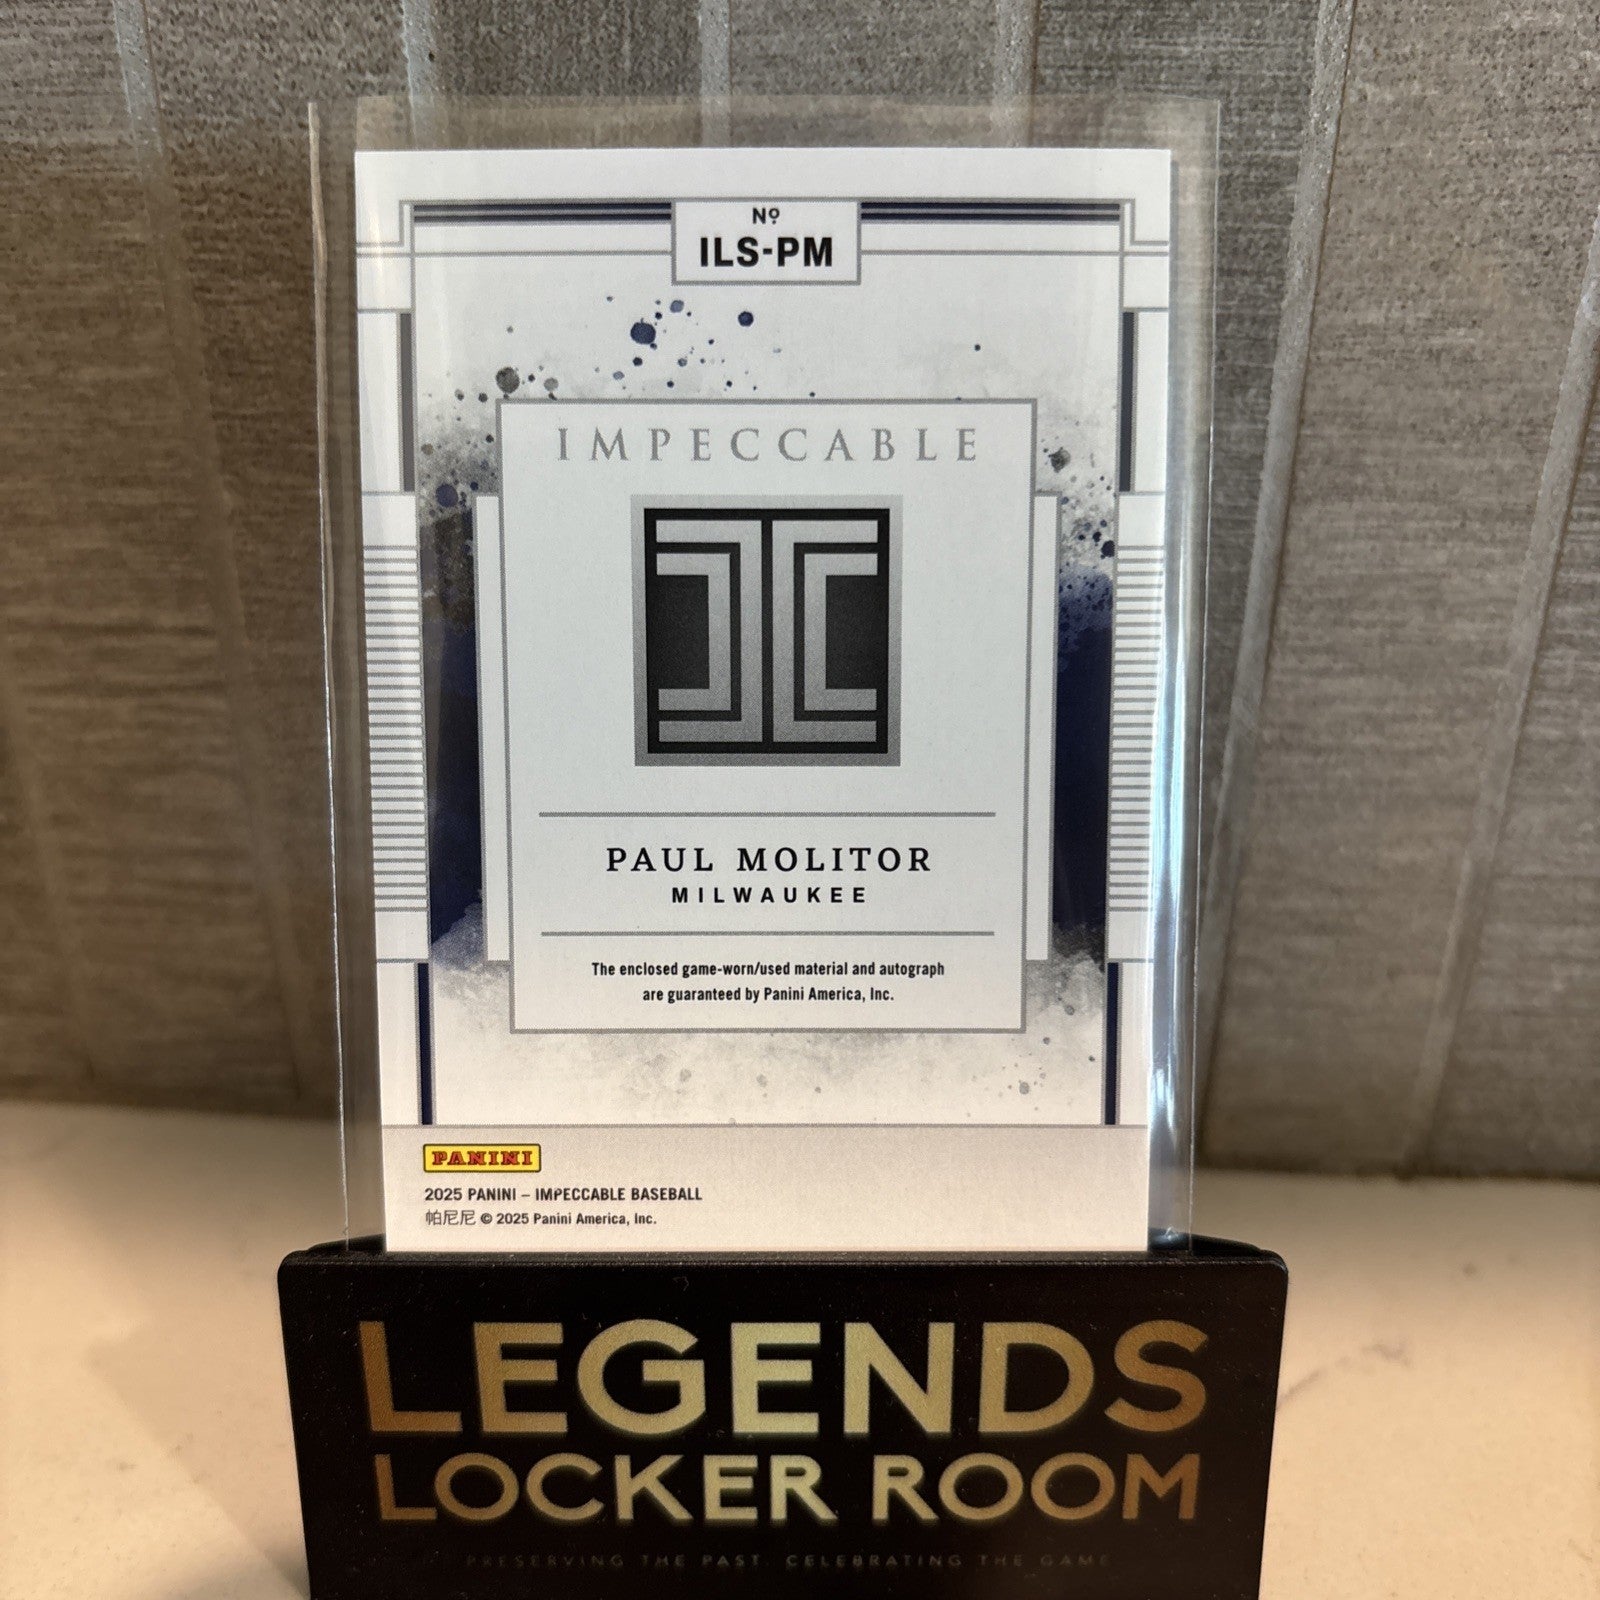 Nº
ILS-PM
IMPECCABLE
PAUL MOLITOR
MILWAUKEE
The enclosed game-worn/used material and autograph
are guaranteed by Panini America, Inc.
PANINI
2025 PANINI – IMPECCABLE BASEBALL
帕尼尼 © 2025 Panini America, Inc.
LEGENDS
LOCKER ROOM
PRESERVING THE PAST. CELEBRATING THE GAME